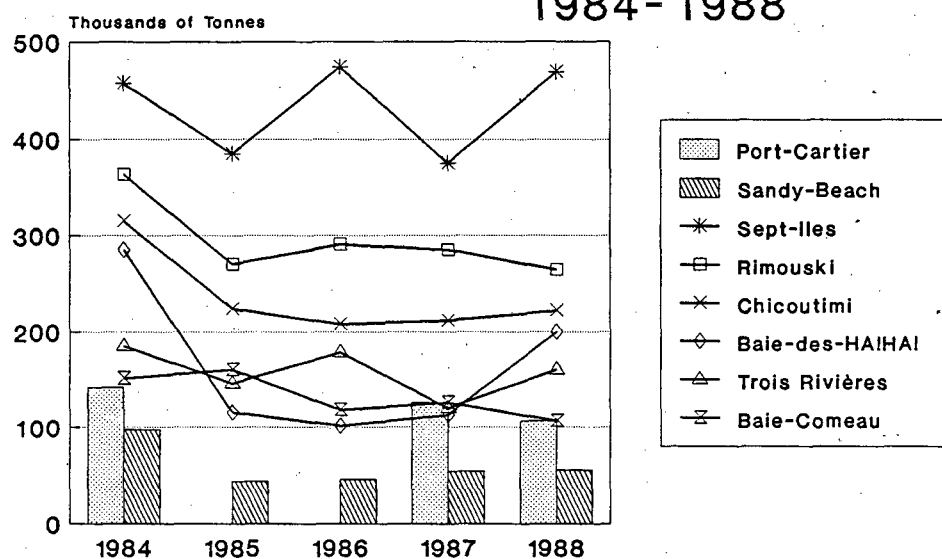 1984-1988
Thousands of Tonnes
500
400
300
200
100
0
1984 1985 1986 1987 1988
Port-Cartier
Sandy-Beach
Sept-Iles
Rimouski
Chicoutimi
Baie-des-HA!HA!
Trois Rivières
Baie-Comeau